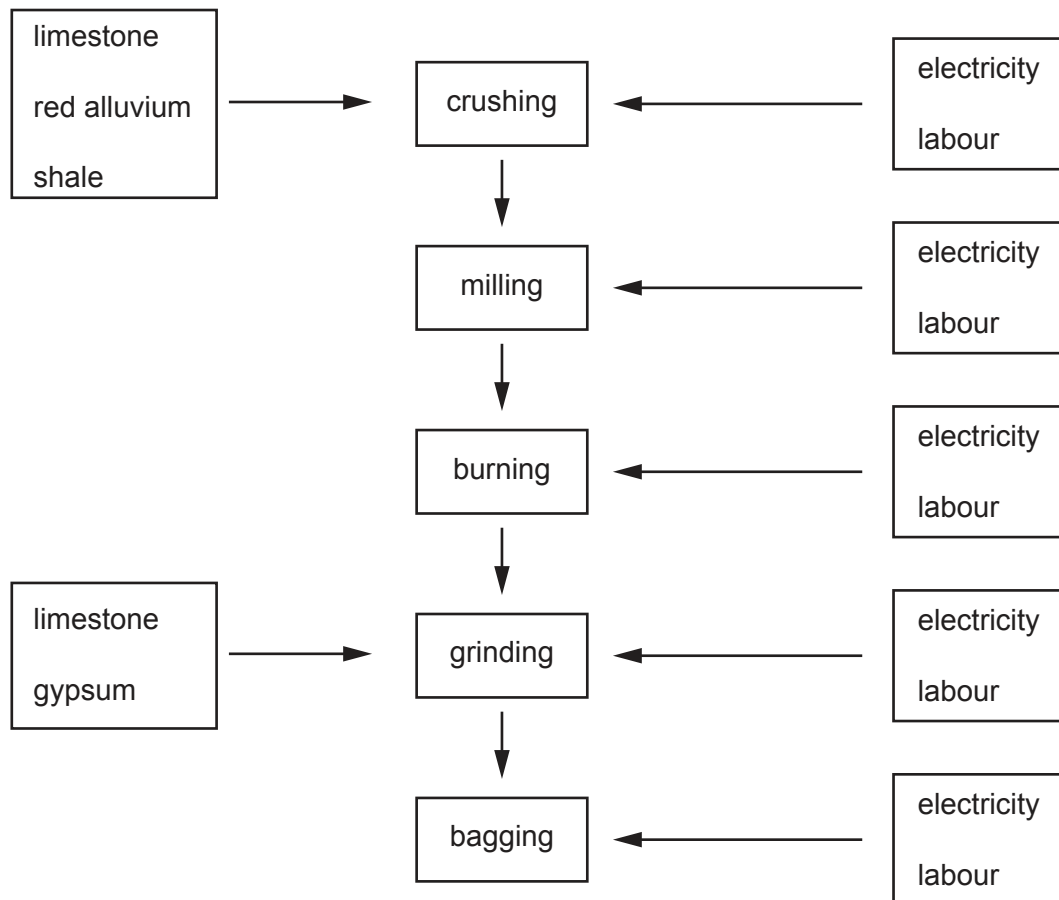 limestone
red alluvium
shale
crushing
electricity
labour
milling
electricity
labour
burning
electricity
labour
limestone
gypsum
grinding
electricity
labour
bagging
electricity
labour